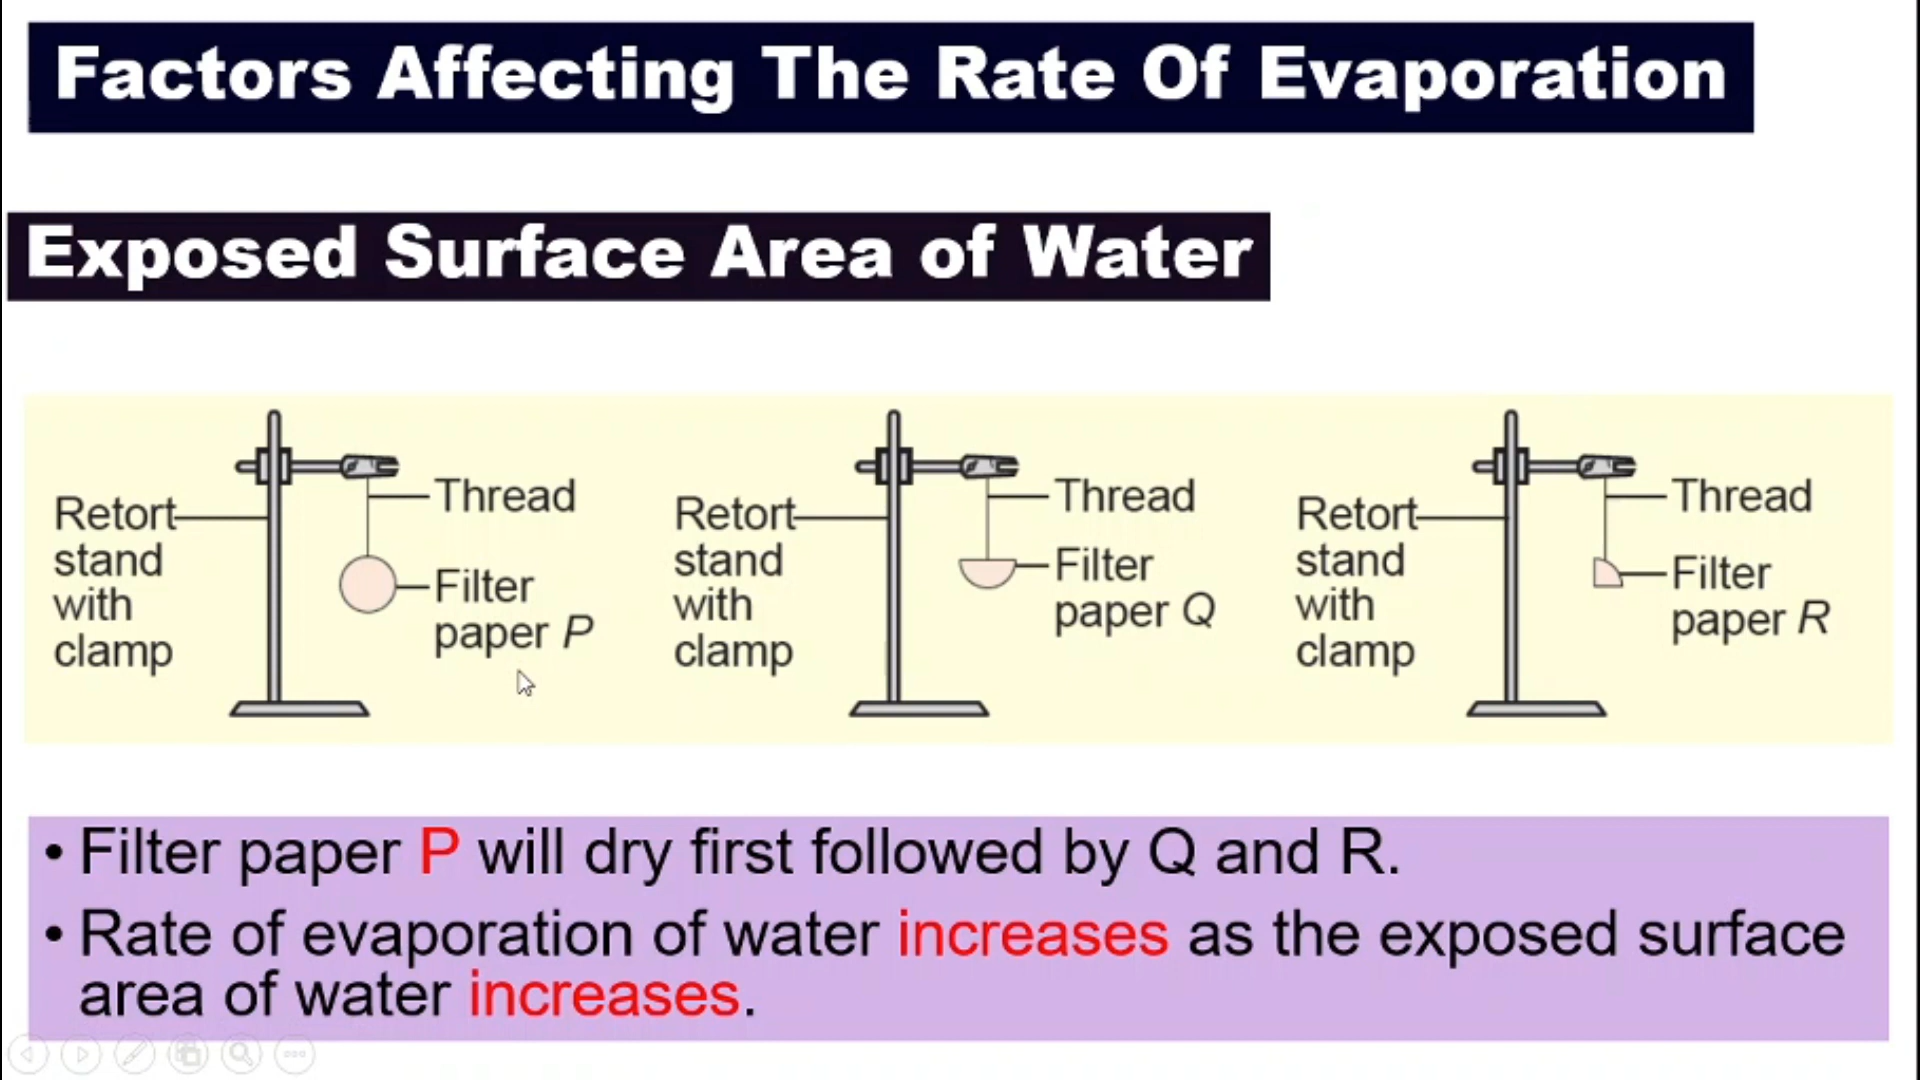 Factors Affecting The Rate Of Evaporation
Exposed Surface Area of Water
Retort
stand
with
clamp
Thread
Filter
paper P
Retort
stand
with
clamp
Thread
Filter
paper Q
Retort
stand
with
clamp
Thread
Filter
paper R
• Filter paper P will dry first followed by Q and R.
• Rate of evaporation of water increases as the exposed surface
area of water increases.